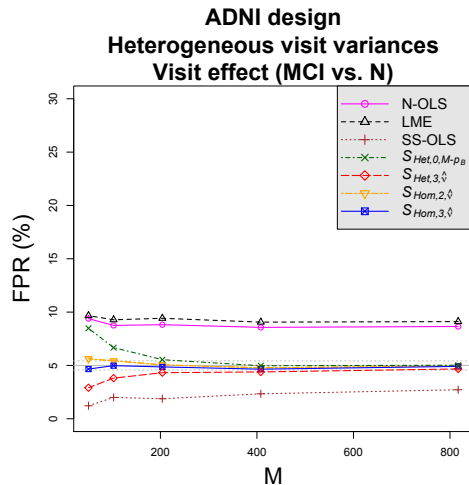 ADNI design
Heterogeneous visit variances
Visit effect (MCI vs. N)
N-OLS
LME
SS-OLS
S_{Het,0,M-p_B}
S_{Het,3,v̂}
S_{Hom,2,v̂}
S_{Hom,3,v̂}
FPR (%)
30
25
20
15
10
5
0
200
400
600
800
M